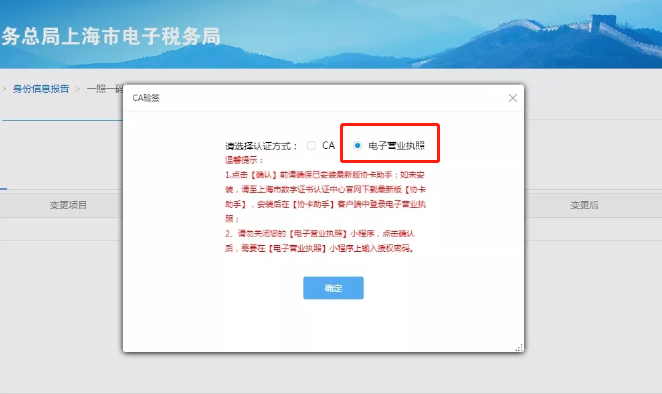 务总局上海市电子税务局
> 身份信息报告 > 一照一码
CA验签
请选择认证方式： CA 电子营业执照
温馨提示：
1.点击【确认】前请确保已安装最新版协卡助手；如未安
装，请至上海市数字证书认证中心官网下载最新版【协卡
助手】，安装后在【协卡助手】客户端中登录电子营业执
照；
2、请勿关闭您的【电子营业执照】小程序，点击确认
后，需要在【电子营业执照】小程序上输入授权密码。
变更项目 变更后
确定